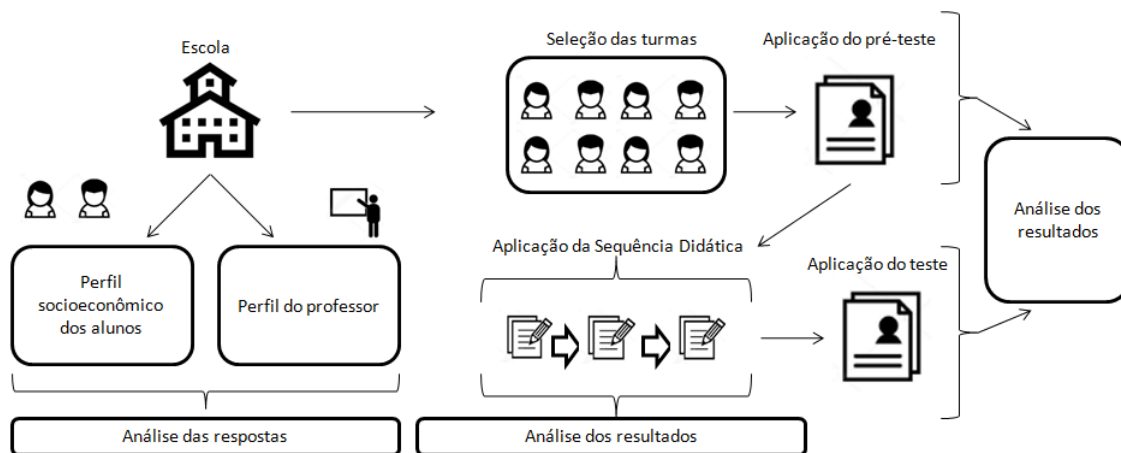 Escola
Seleção das turmas
Aplicação do pré-teste
Análise dos
resultados
Perfil
socioeconômico
dos alunos
Perfil do professor
Aplicação da Sequência Didática
Aplicação do teste
Análise das respostas
Análise dos resultados